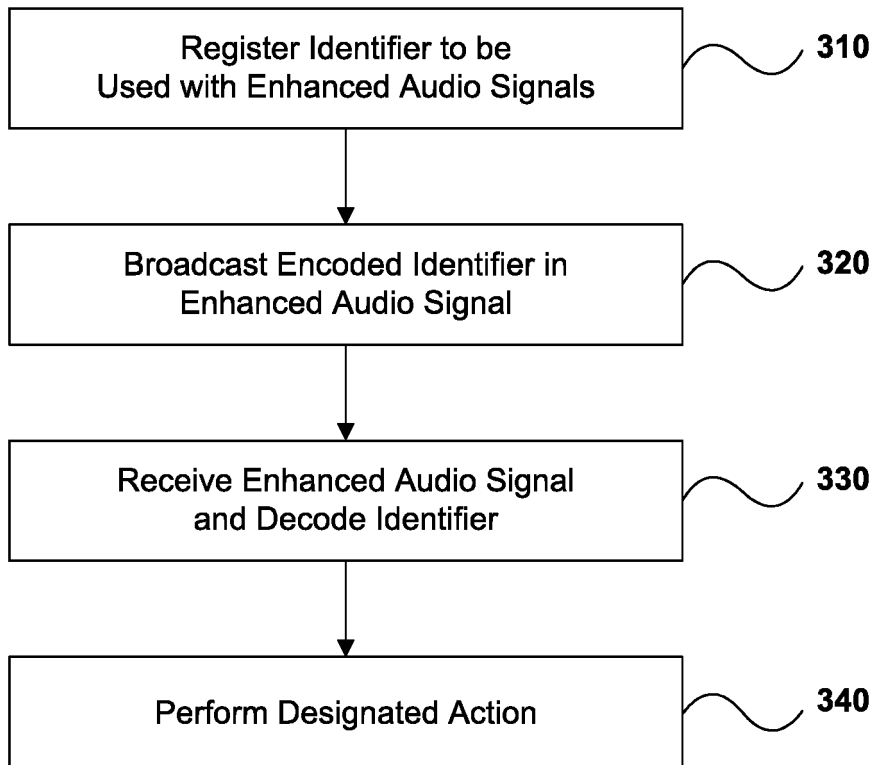 Register Identifier to be
Used with Enhanced Audio Signals
310
Broadcast Encoded Identifier in
Enhanced Audio Signal
320
Receive Enhanced Audio Signal
and Decode Identifier
330
Perform Designated Action
340